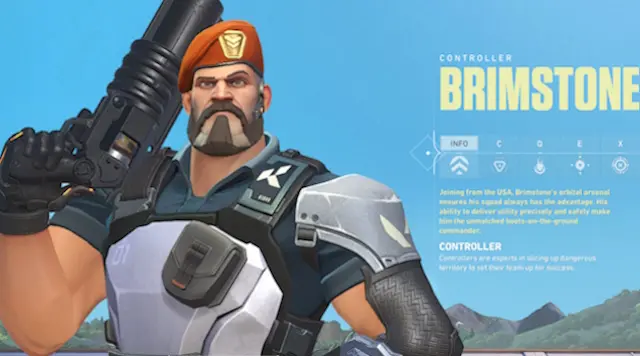 CONTROLLER
BRIMSTONE
INFO C Q E X
Joining from the USA, Brimstone's orbital arsenal
ensures his squad always has the advantage. His
ability to deliver utility precisely and safely make
him the unmatched boots-on-the-ground
commander.
CONTROLLER
Controllers are experts in slicing up dangerous
territory to set their team up for success.
01